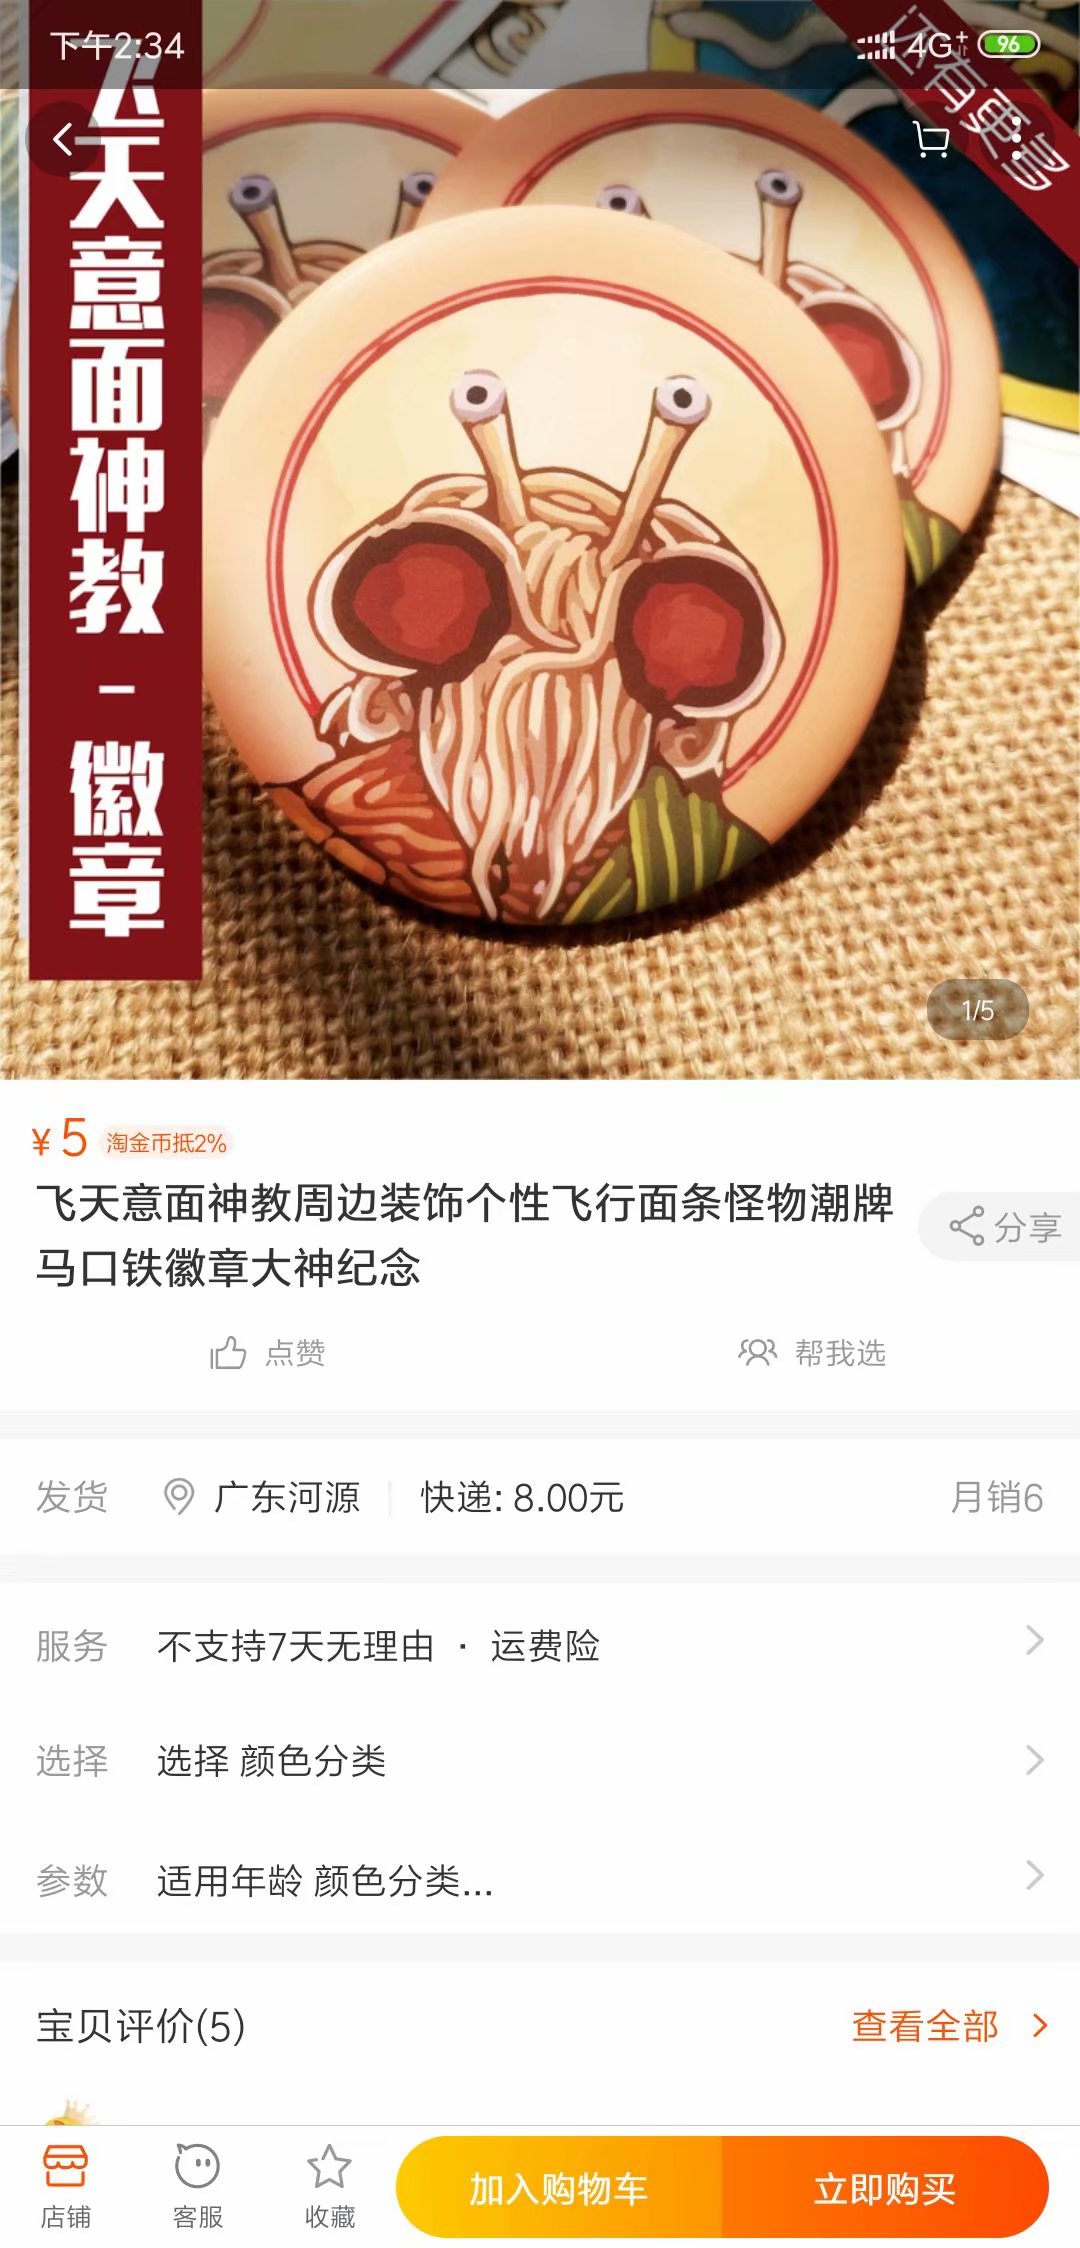 下午2:34
4G+
96
飞天意面神教-徽章
还有更多
1/5
¥5 淘金币抵2%
飞天意面神教周边装饰个性飞行面条怪物潮牌
马口铁徽章大神纪念
分享
点赞
帮我选
发货 广东河源 快递: 8.00元 月销6
服务 不支持7天无理由 · 运费险
选择 选择 颜色分类
参数 适用年龄 颜色分类...
宝贝评价(5) 查看全部
店铺
客服
收藏
加入购物车
立即购买